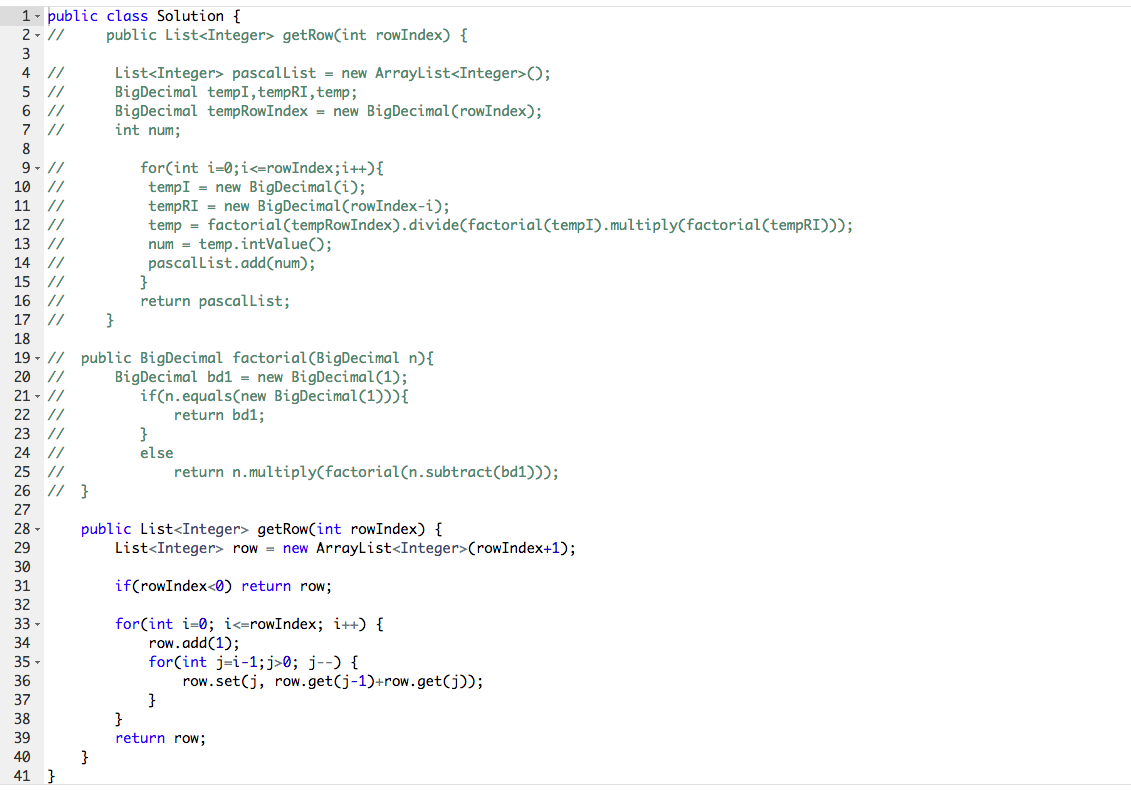 1 public class Solution {
2 //     public List<Integer> getRow(int rowIndex) {
3
4 //      List<Integer> pascalList = new ArrayList<Integer>();
5 //      BigDecimal tempI,tempRI,temp;
6 //      BigDecimal tempRowIndex = new BigDecimal(rowIndex);
7 //      int num;
8
9 //         for(int i=0;i<=rowIndex;i++){
10 //          tempI = new BigDecimal(i);
11 //          tempRI = new BigDecimal(rowIndex-i);
12 //          temp = factorial(tempRowIndex).divide(factorial(tempI).multiply(factorial(tempRI)));
13 //          num = temp.intValue();
14 //          pascalList.add(num);
15 //         }
16 //         return pascalList;
17 //     }
18
19 //  public BigDecimal factorial(BigDecimal n){
20 //      BigDecimal bd1 = new BigDecimal(1);
21 //         if(n.equals(new BigDecimal(1))){
22 //             return bd1;
23 //         }
24 //         else
25 //             return n.multiply(factorial(n.subtract(bd1)));
26 //  }
27
28     public List<Integer> getRow(int rowIndex) {
29         List<Integer> row = new ArrayList<Integer>(rowIndex+1);
30
31         if(rowIndex<0) return row;
32
33         for(int i=0; i<=rowIndex; i++) {
34             row.add(1);
35             for(int j=i-1;j>0; j--) {
36                 row.set(j, row.get(j-1)+row.get(j));
37             }
38         }
39         return row;
40     }
41 }